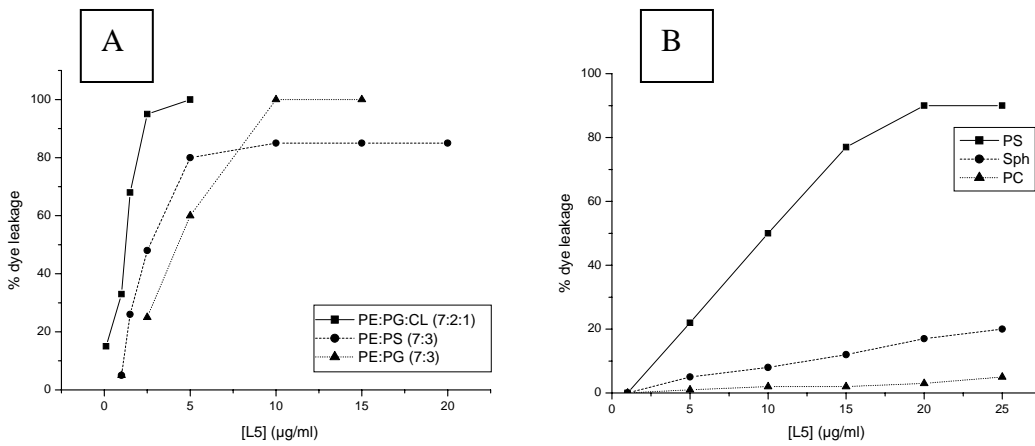 A
% dye leakage
100
80
60
40
20
0
PE:PG:CL (7:2:1)
PE:PS (7:3)
PE:PG (7:3)
0 5 10 15 20
[L5] (µg/ml)
B
% dye leakage
100
80
60
40
20
0
PS
Sph
PC
5 10 15 20 25
[L5] (µg/ml)